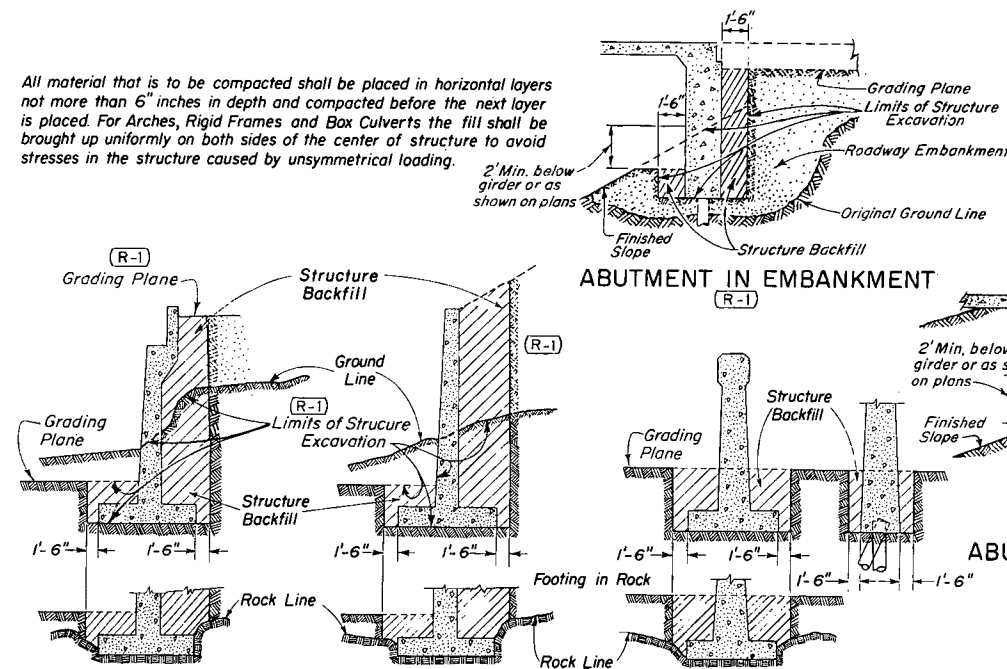 All material that is to be compacted shall be placed in horizontal layers
not more than 6" inches in depth and compacted before the next layer
is placed. For Arches, Rigid Frames and Box Culverts the fill shall be
brought up uniformly on both sides of the center of structure to avoid
stresses in the structure caused by unsymmetrical loading.
1'-6"
1'-6"
2' Min. below
girder or as
shown on plans
Grading Plane
Limits of Structure
Excavation
Roadway Embankment
Original Ground Line
Finished
Slope
Structure Backfill
ABUTMENT IN EMBANKMENT
R-1
R-1
Grading Plane
Structure
Backfill
R-1
Ground
Line
R-1
Limits of Strucure
Excavation
Grading
Plane
Structure
Backfill
1'-6"
1'-6"
1'-6"
1'-6"
Rock Line
Footing in Rock
Rock Line
Grading
Plane
Structure
Backfill
1'-6"
1'-6"
1'-6"
1'-6"
2' Min. below
girder or as s
on plans
Finished
Slope
ABU